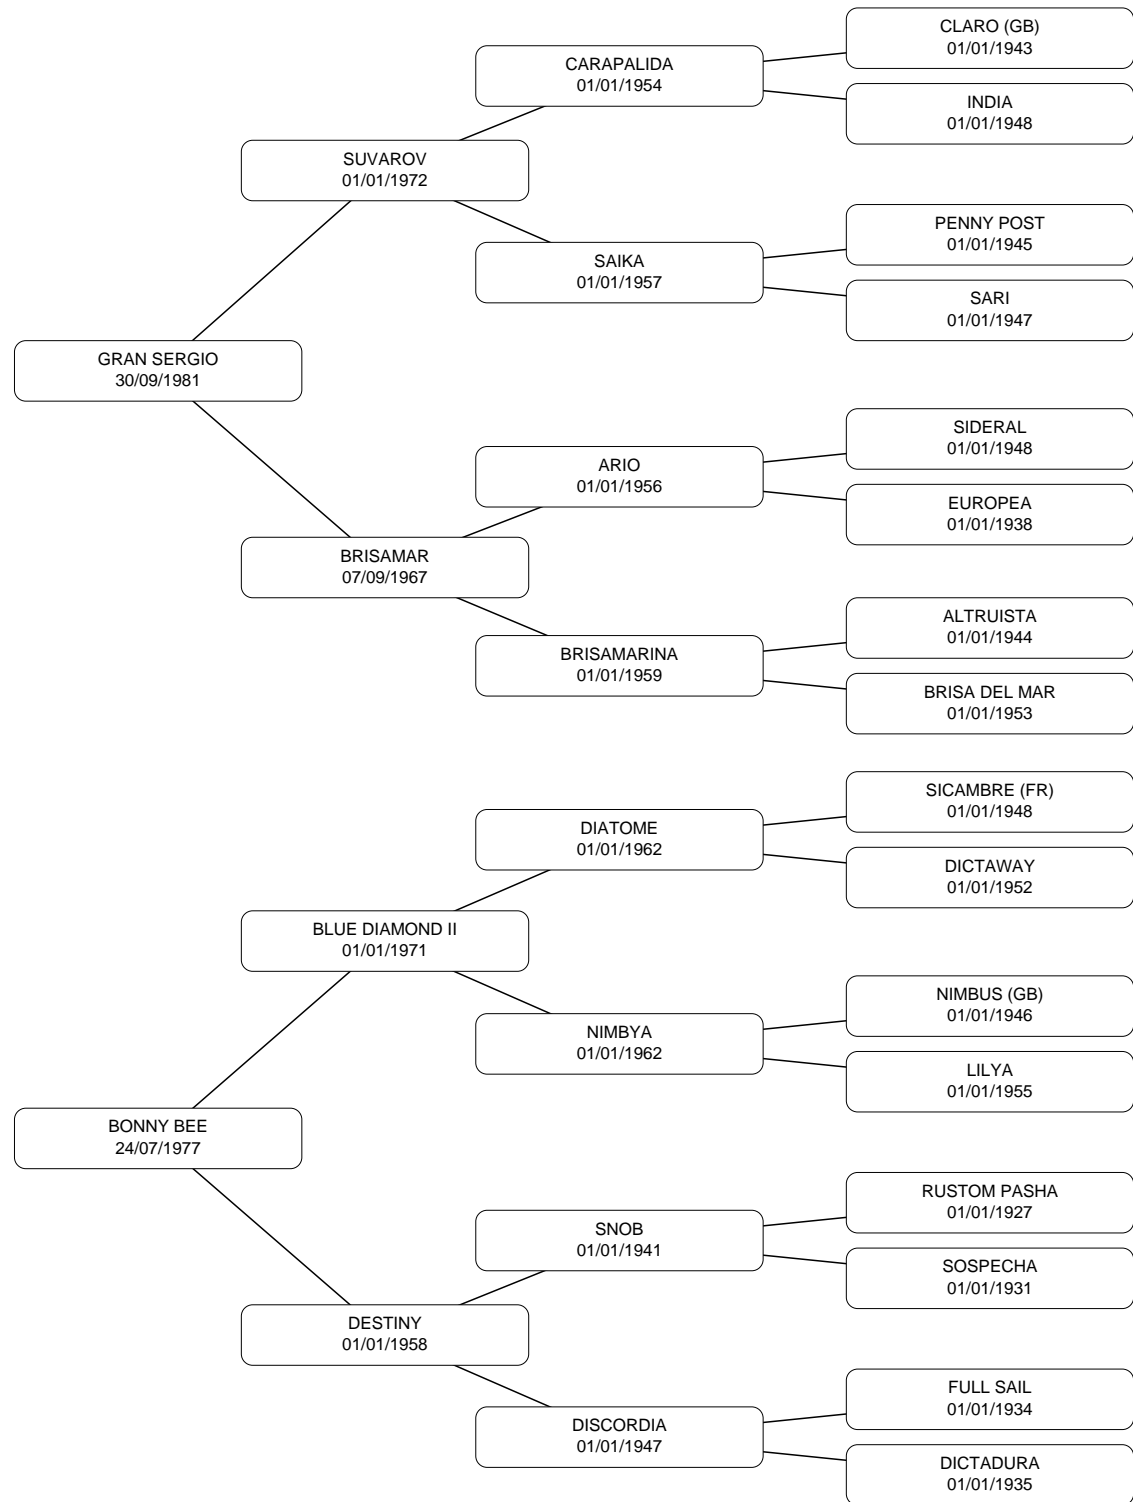 CLARO (GB)
01/01/1943
CARAPALIDA
01/01/1954
INDIA
01/01/1948
SUVAROV
01/01/1972
PENNY POST
01/01/1945
SAIKA
01/01/1957
SARI
01/01/1947
GRAN SERGIO
30/09/1981
SIDERAL
01/01/1948
ARIO
01/01/1956
EUROPEA
01/01/1938
BRISAMAR
07/09/1967
ALTRUISTA
01/01/1944
BRISAMARINA
01/01/1959
BRISA DEL MAR
01/01/1953
SICAMBRE (FR)
01/01/1948
DIATOME
01/01/1962
DICTAWAY
01/01/1952
BLUE DIAMOND II
01/01/1971
NIMBUS (GB)
01/01/1946
NIMBYA
01/01/1962
LILYA
01/01/1955
BONNY BEE
24/07/1977
RUSTOM PASHA
01/01/1927
SNOB
01/01/1941
SOSPECHA
01/01/1931
DESTINY
01/01/1958
FULL SAIL
01/01/1934
DISCORDIA
01/01/1947
DICTADURA
01/01/1935